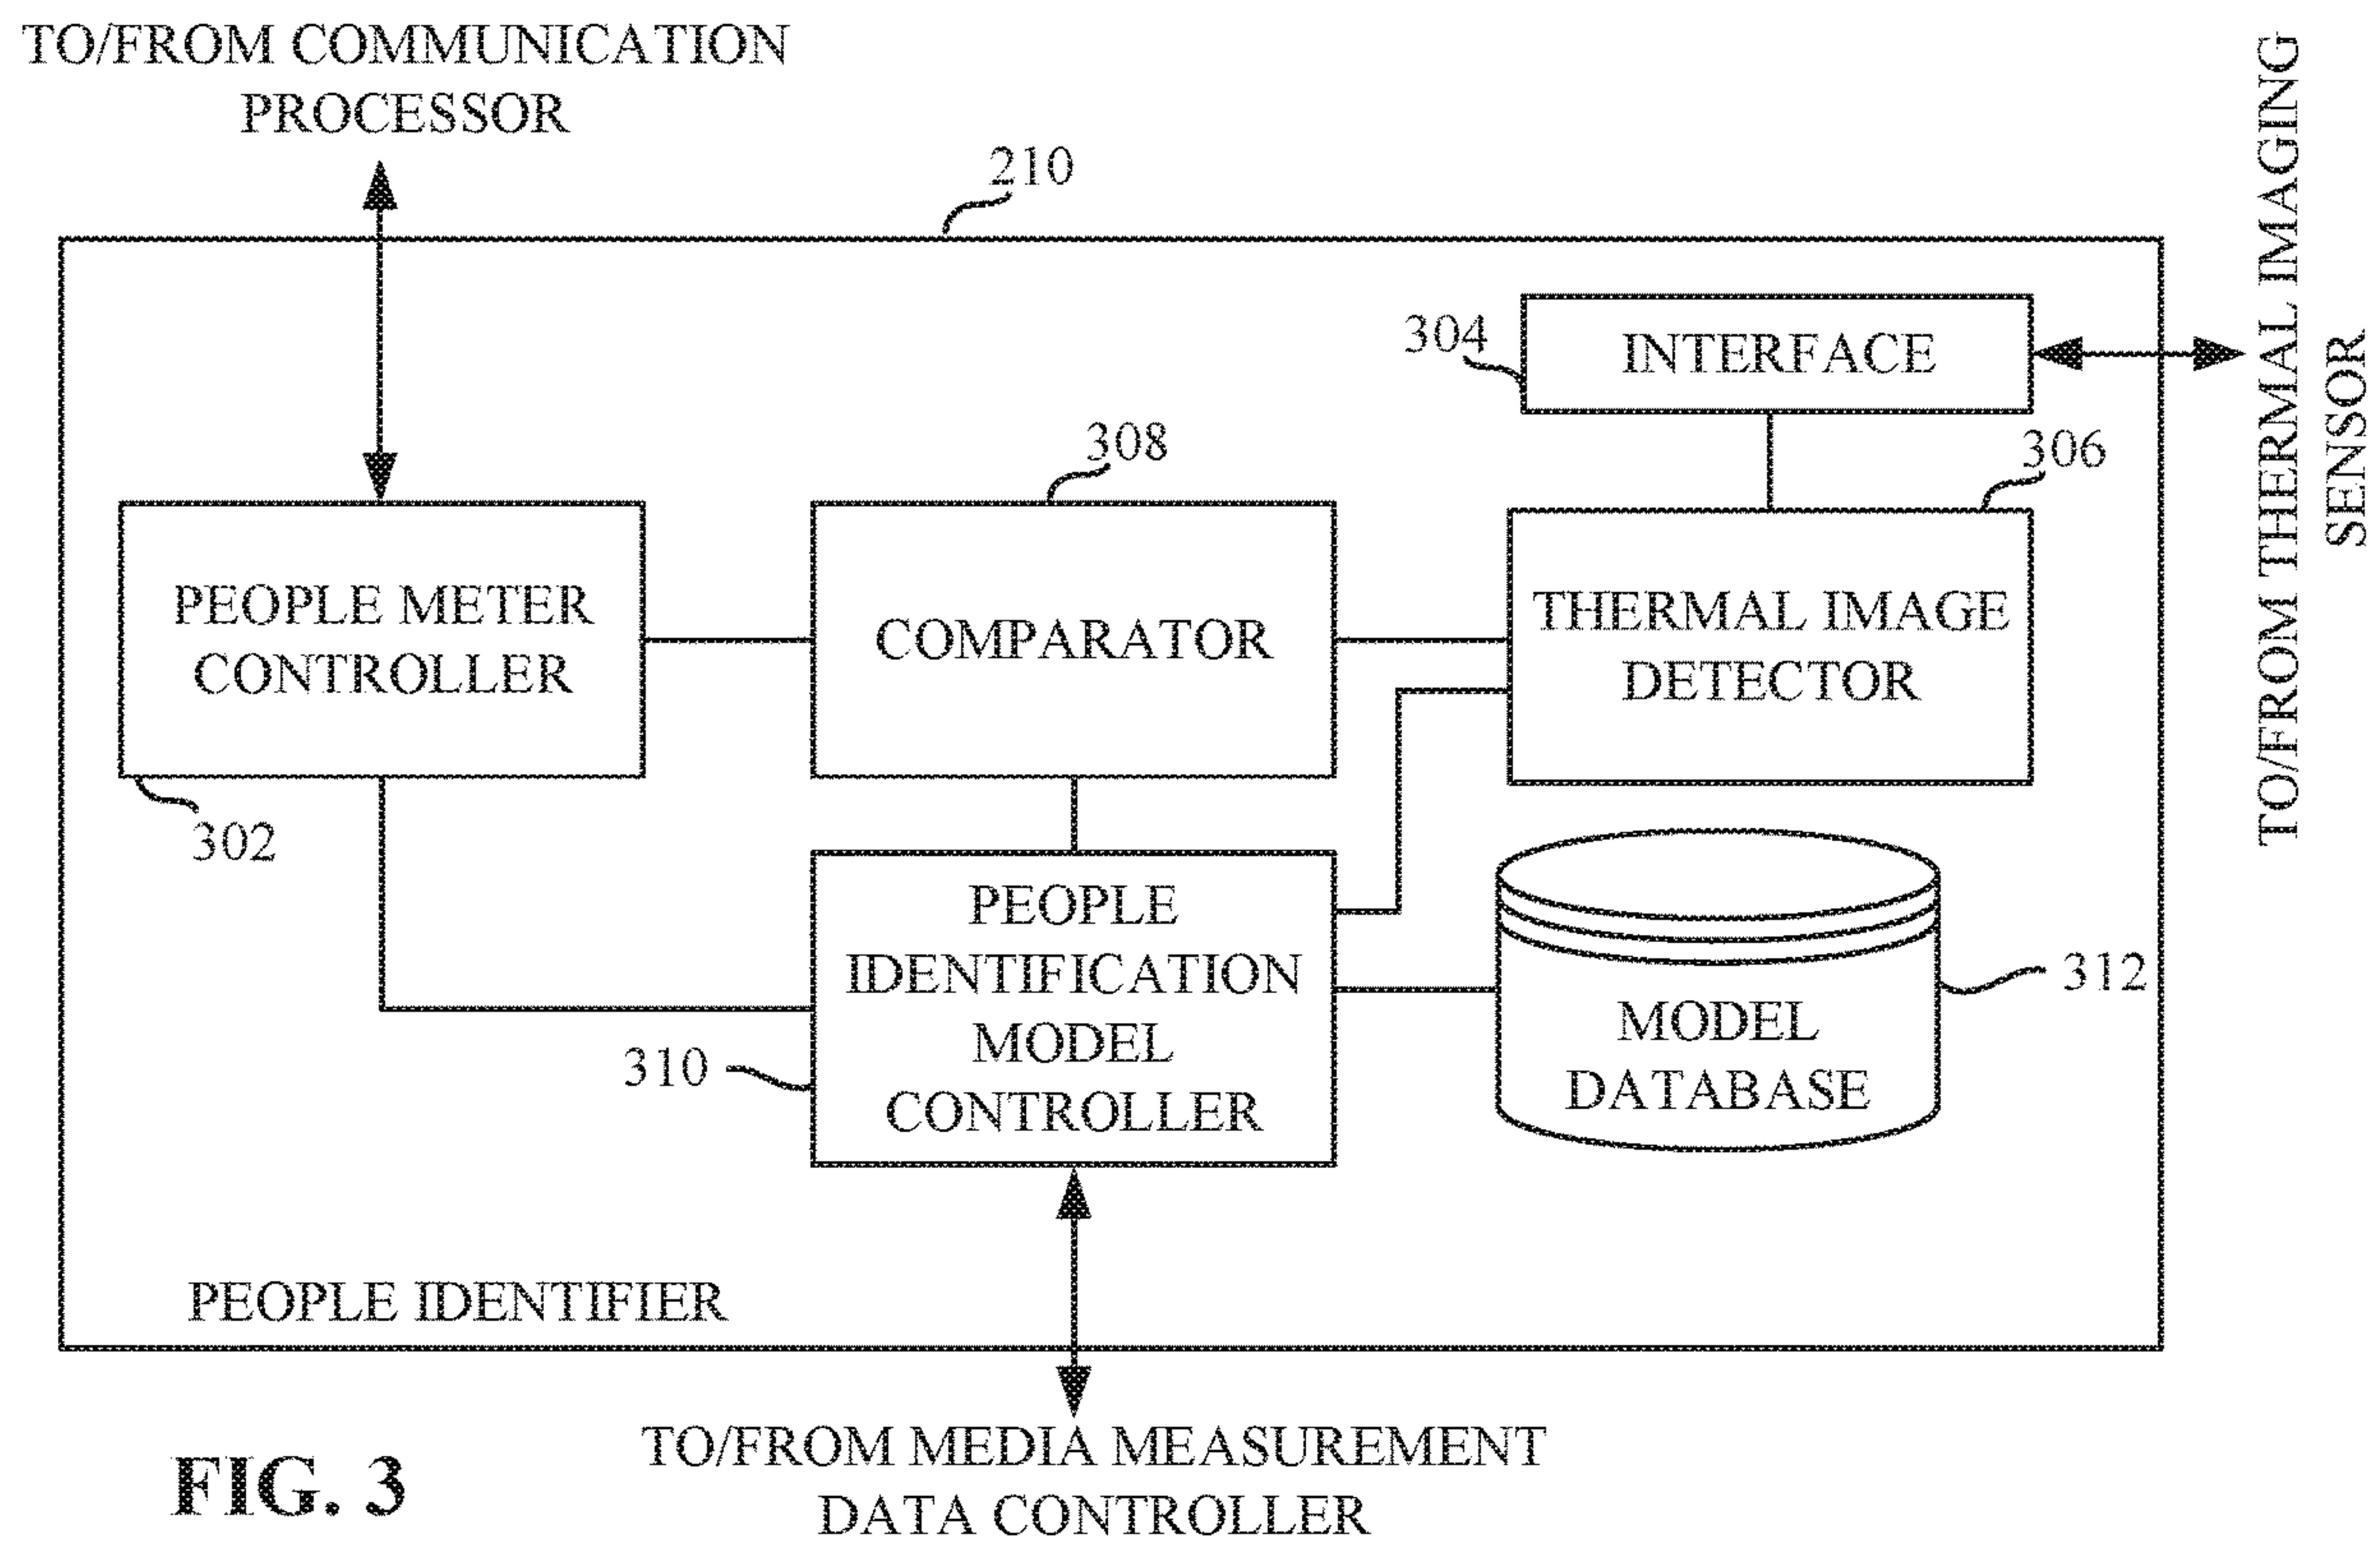 TO/FROM COMMUNICATION
PROCESSOR
210
TO/FROM THERMAL IMAGING
SENSOR
304
INTERFACE
308
306
PEOPLE METER
CONTROLLER
COMPARATOR
THERMAL IMAGE
DETECTOR
302
PEOPLE
IDENTIFICATION
MODEL
CONTROLLER
310
MODEL
DATABASE
312
PEOPLE IDENTIFIER
TO/FROM MEDIA MEASUREMENT
DATA CONTROLLER
FIG. 3